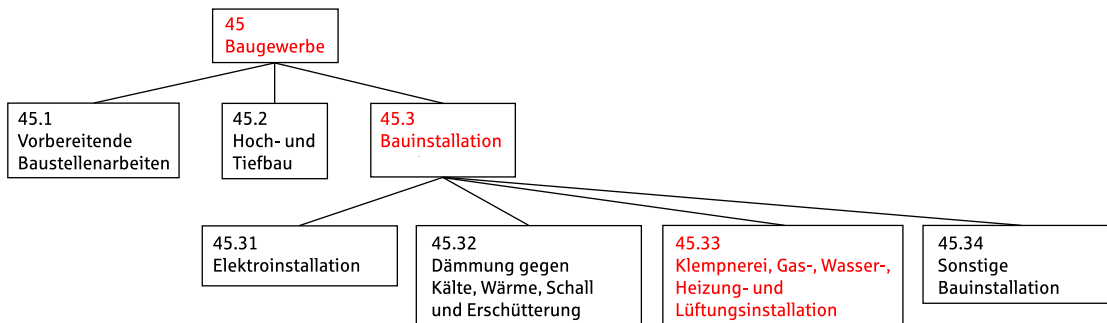 45
Baugewerbe
45.1
Vorbereitende
Baustellenarbeiten
45.2
Hoch- und
Tiefbau
45.3
Bauinstallation
45.31
Elektroinstallation
45.32
Dämmung gegen
Kälte, Wärme, Schall
und Erschütterung
45.33
Klempnerei, Gas-, Wasser-,
Heizung- und
Lüftungsinstallation
45.34
Sonstige
Bauinstallation